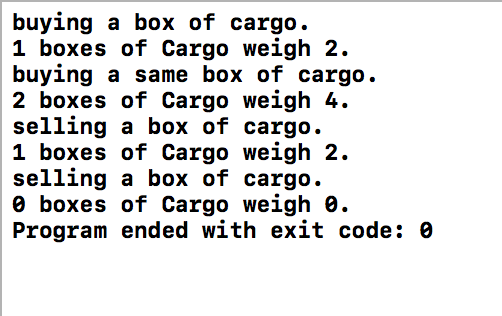 buying a box of cargo.
1 boxes of Cargo weigh 2.
buying a same box of cargo.
2 boxes of Cargo weigh 4.
selling a box of cargo.
1 boxes of Cargo weigh 2.
selling a box of cargo.
0 boxes of Cargo weigh 0.
Program ended with exit code: 0